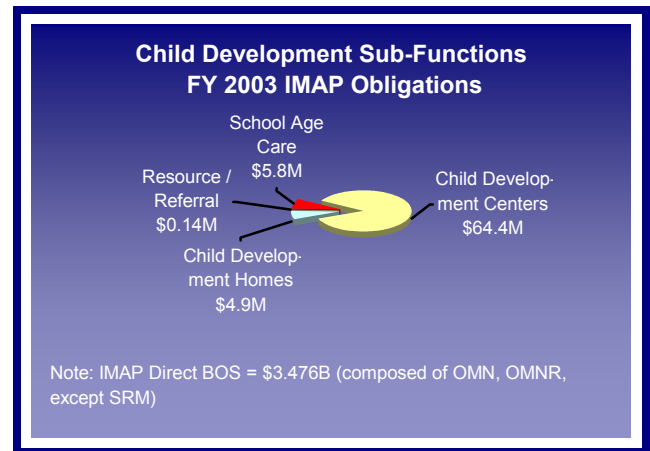 Child Development Sub-Functions
FY 2003 IMAP Obligations
School Age
Care
$5.8M
Resource /
Referral
$0.14M
Child Develop-
ment Centers
$64.4M
Child Develop-
ment Homes
$4.9M
Note: IMAP Direct BOS = $3.476B (composed of OMN, OMNR,
except SRM)